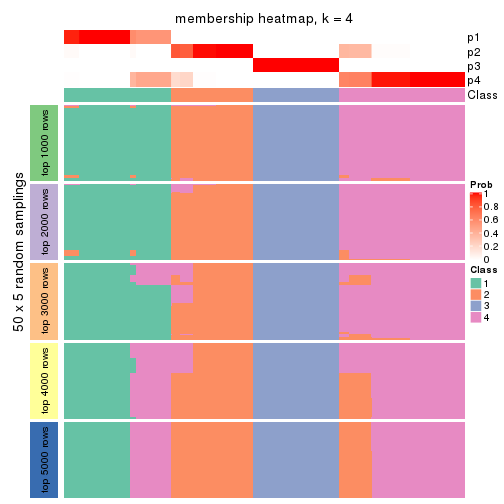 membership heatmap, k = 4
p1
p2
p3
p4
Class
50 x 5 random samplings
top 1000 rows
top 2000 rows
top 3000 rows
top 4000 rows
top 5000 rows
Prob
1
0.8
0.6
0.4
0.2
0
Class
1
2
3
4